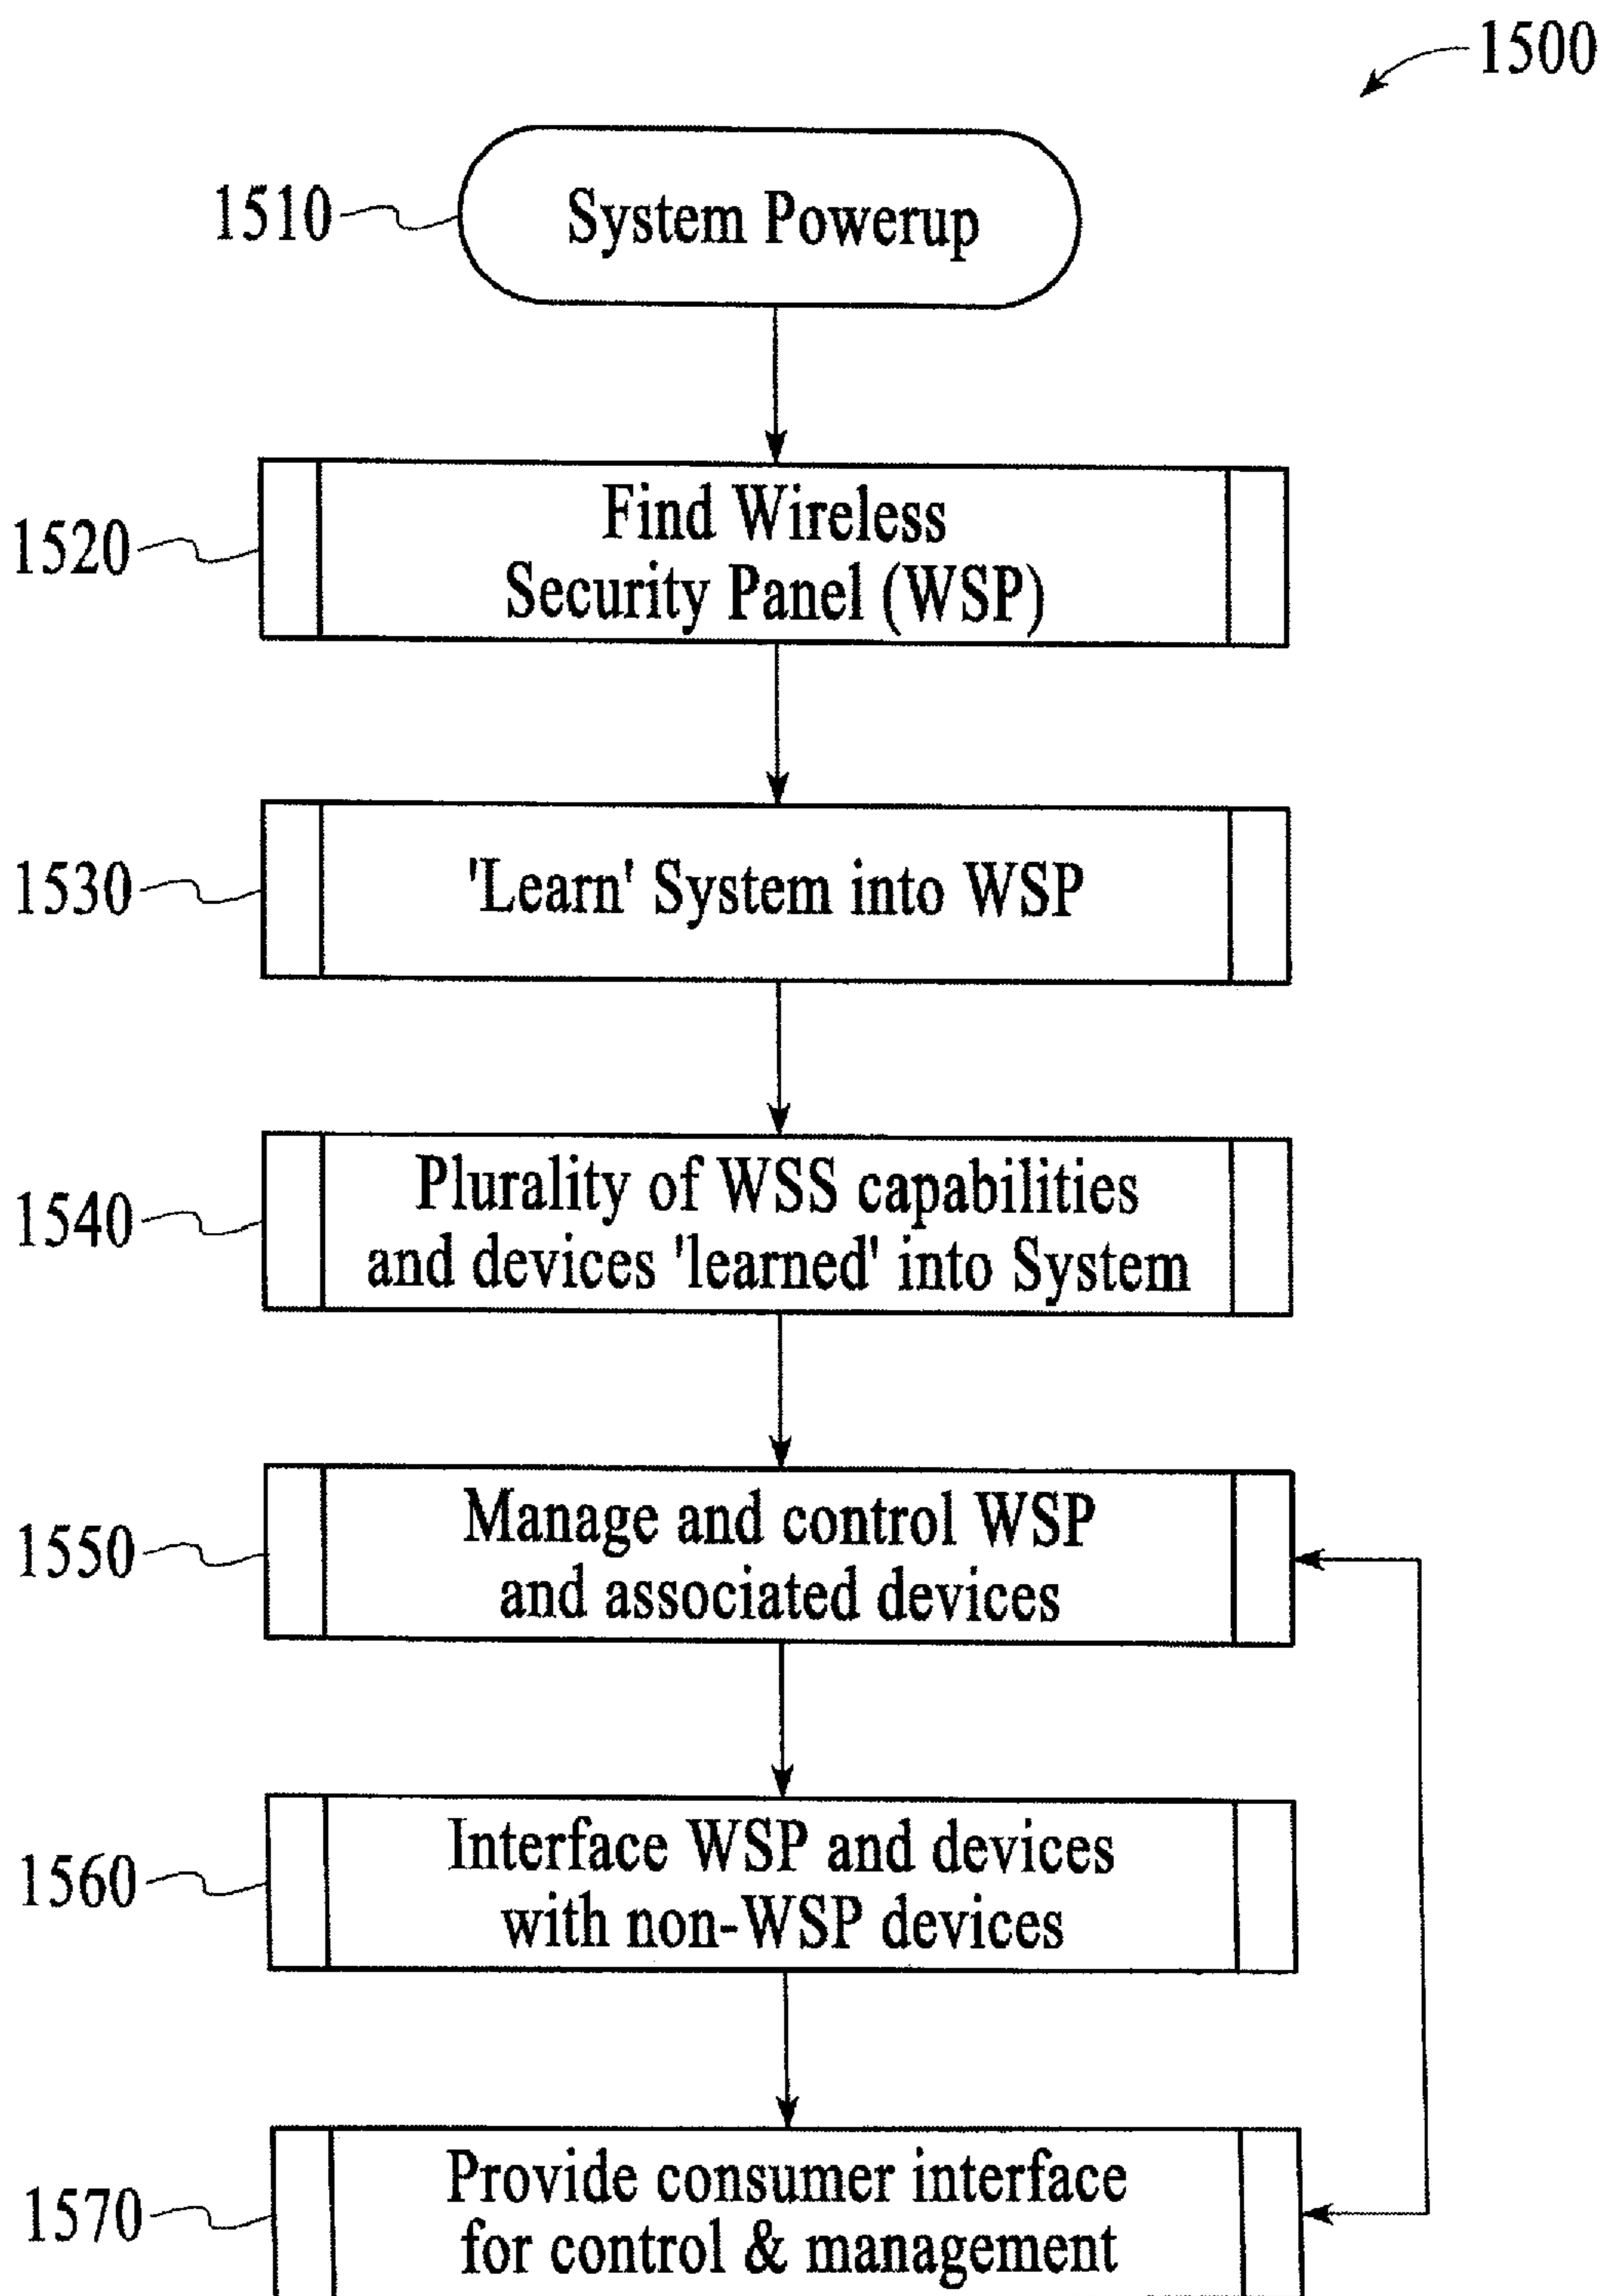 1500
1510
System Powerup
1520
Find Wireless
Security Panel (WSP)
1530
'Learn' System into WSP
1540
Plurality of WSS capabilities
and devices 'learned' into System
1550
Manage and control WSP
and associated devices
1560
Interface WSP and devices
with non-WSP devices
1570
Provide consumer interface
for control & management